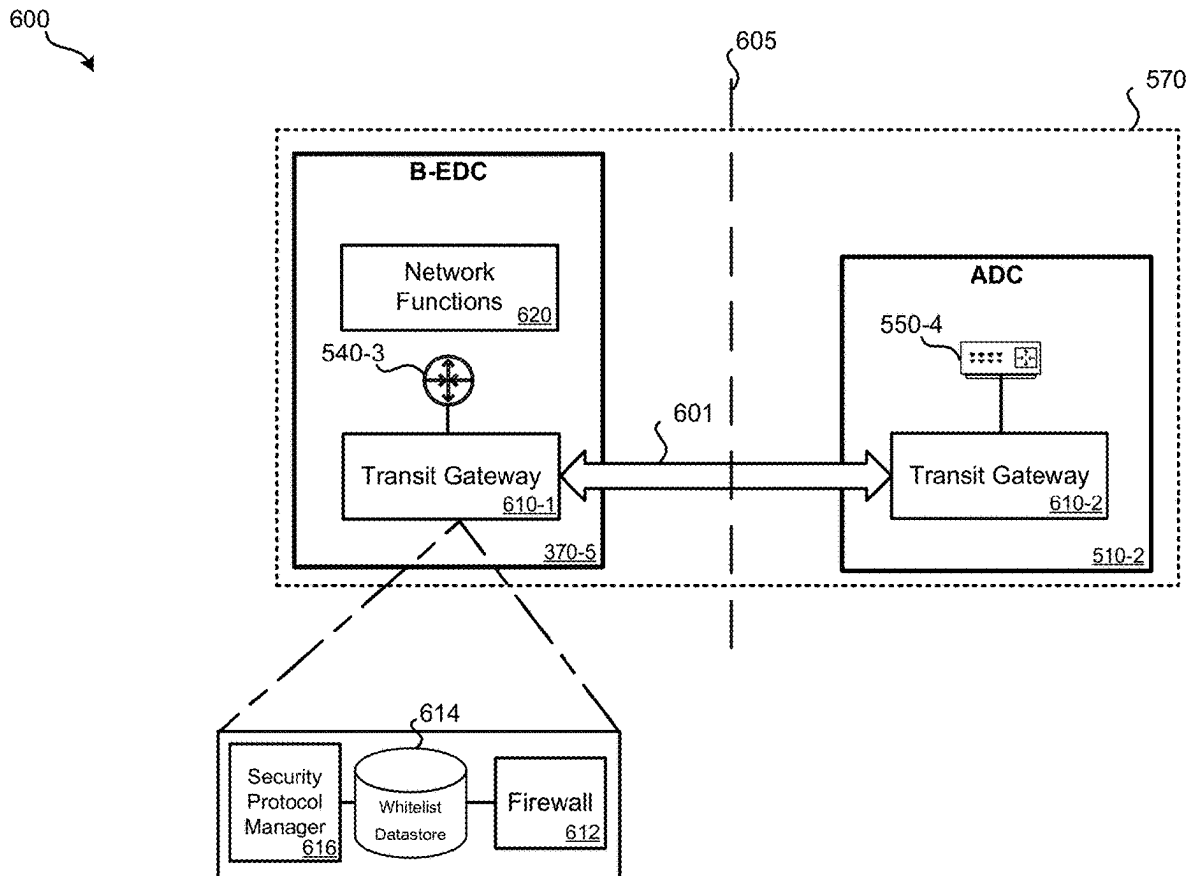 600
605
570
B-EDC
Network
Functions
620
540-3
Transit Gateway
610-1
370-5
601
ADC
550-4
Transit Gateway
610-2
510-2
614
Security
Protocol
Manager
616
Whitelist
Datastore
Firewall
612